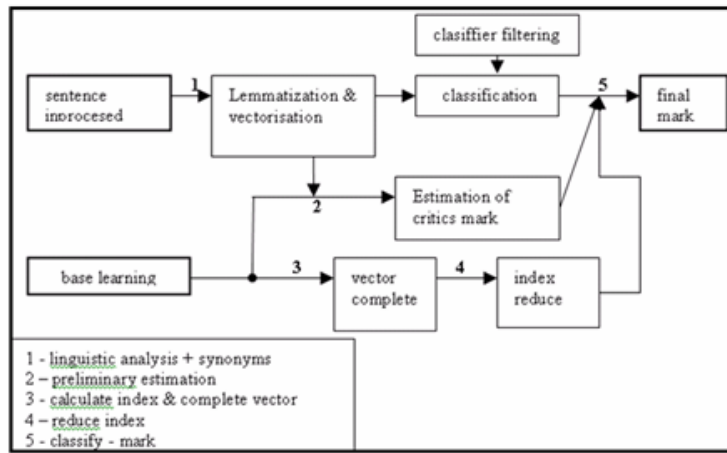 clasiffier filtering
1
5
sentence
inprocesed
Lemmatization &
vectorisation
classification
final
mark
2
Estimation of
critics mark
base learning
3
vector
complete
4
index
reduce
1 - linguistic analysis + synonyms
2 – preliminary estimation
3 - calculate index & complete vector
4 – reduce index
5 - classify - mark